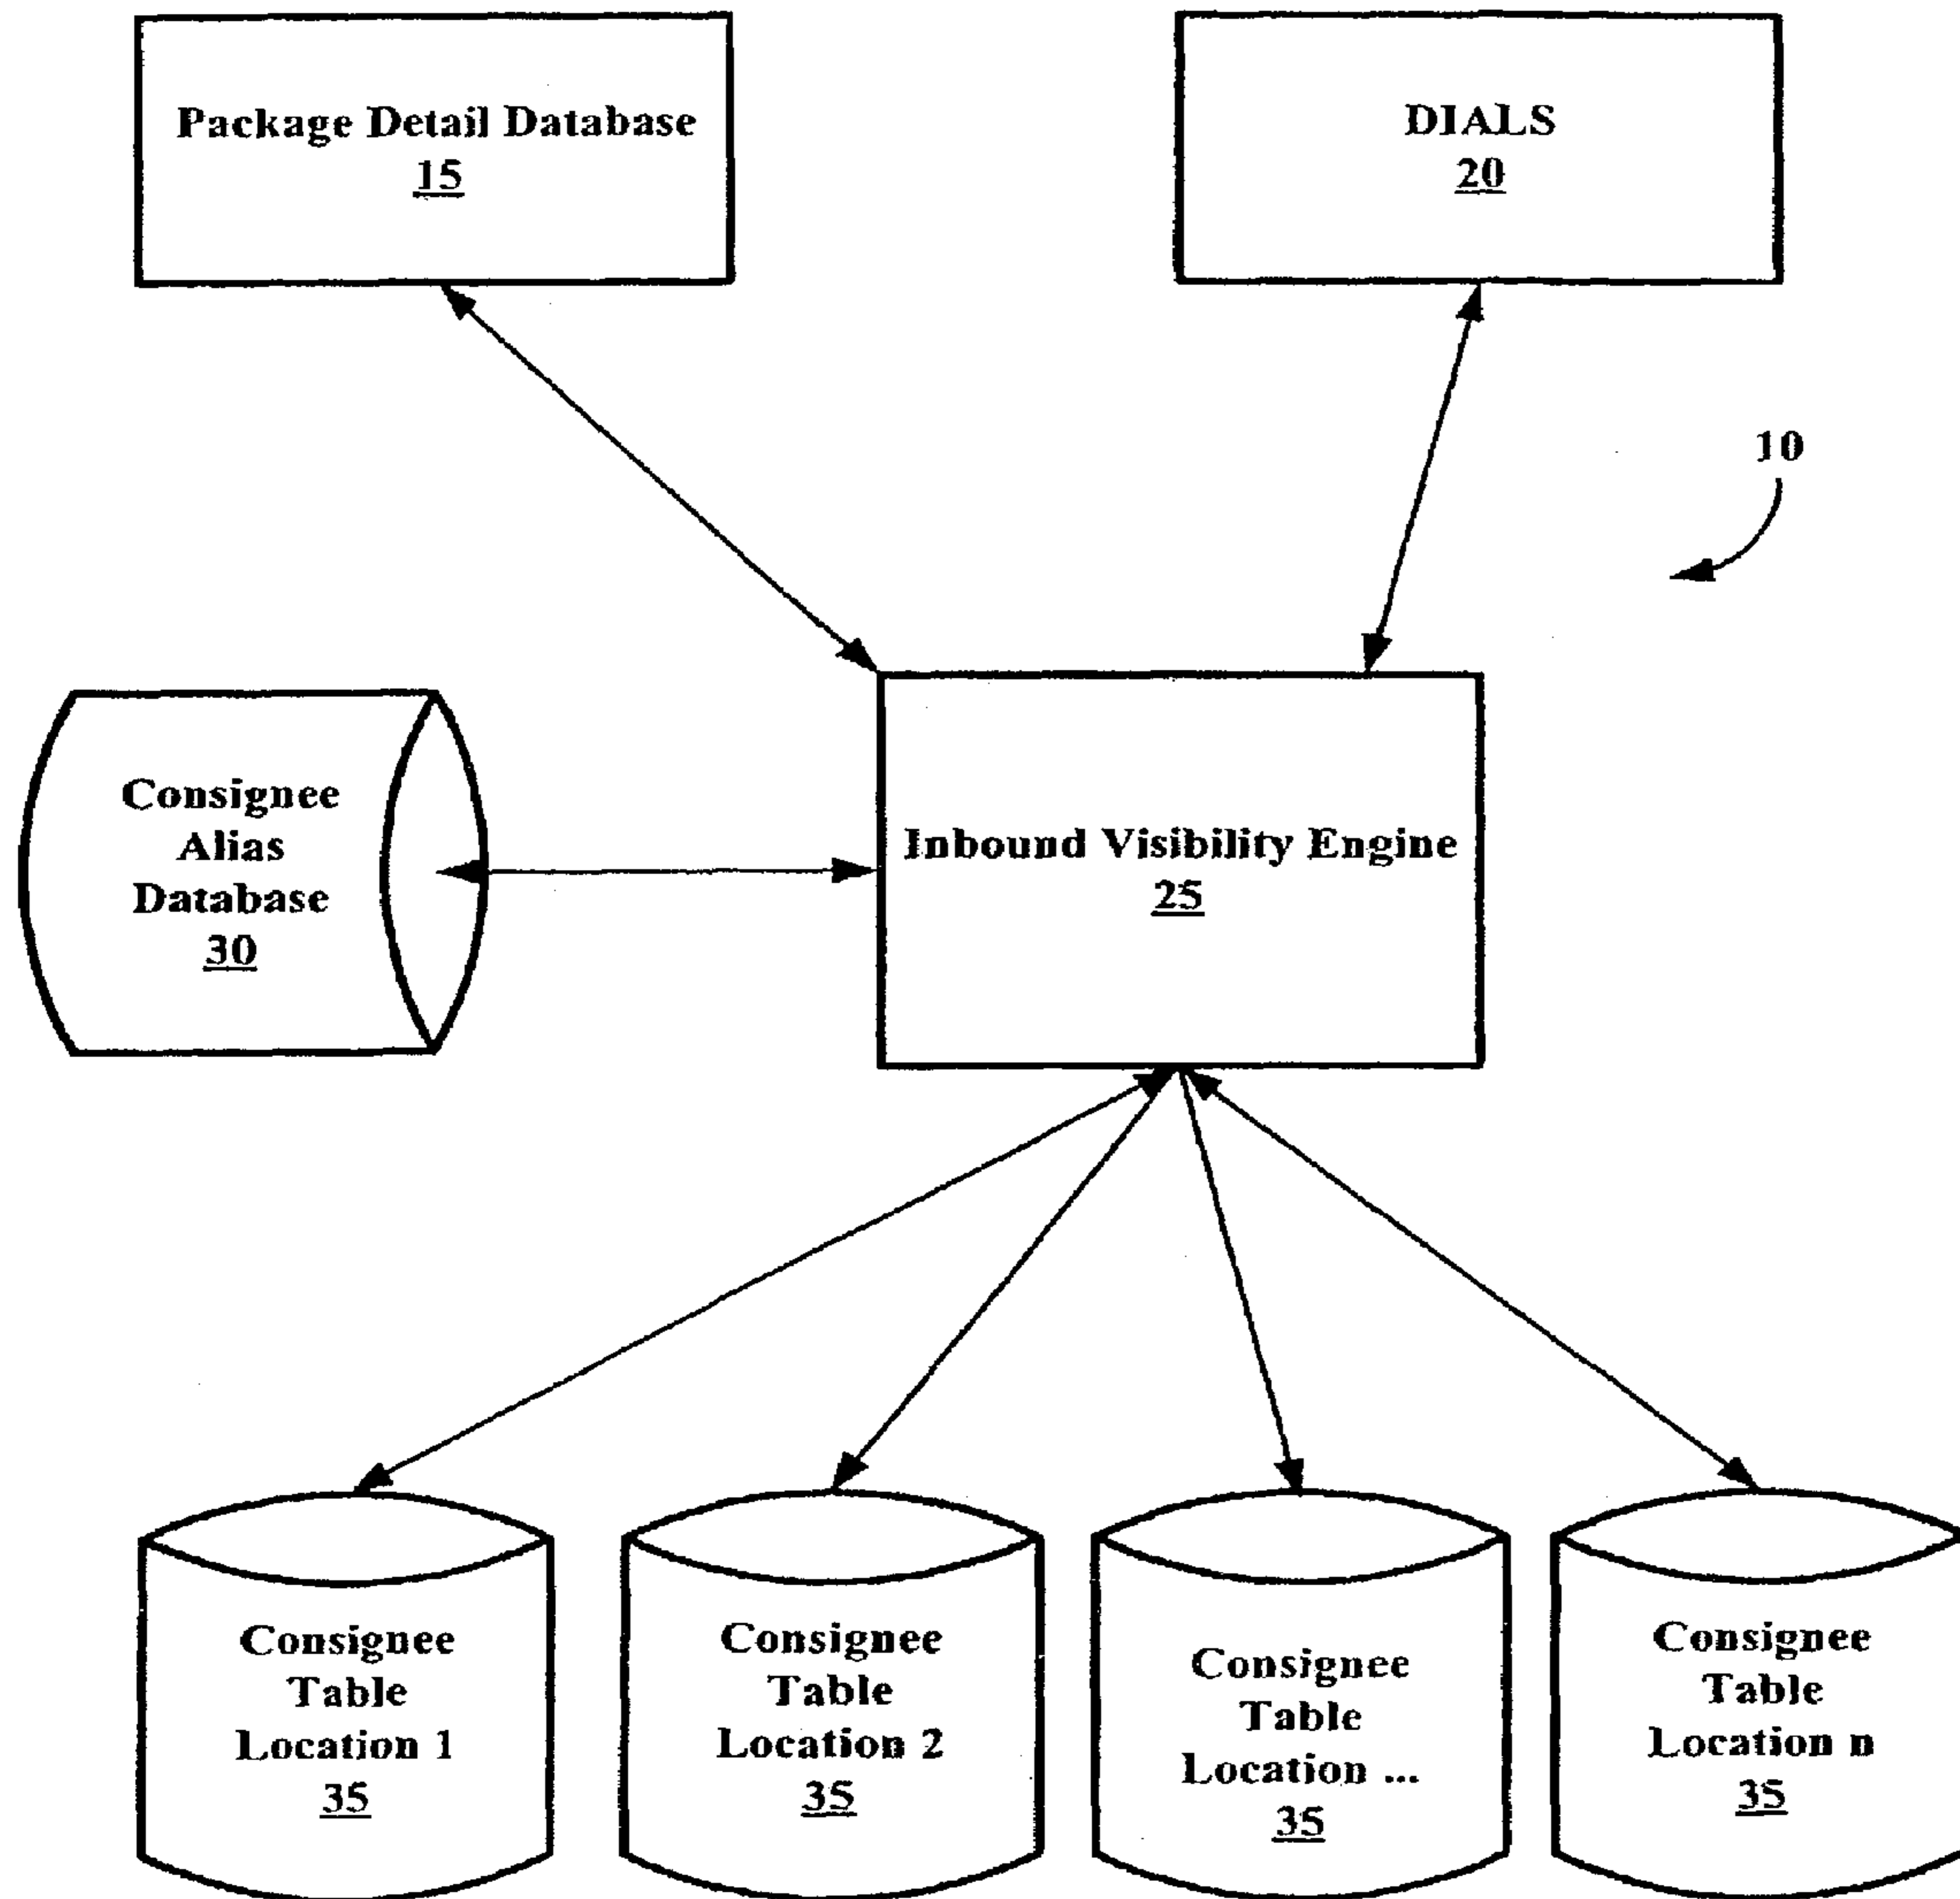 Package Detail Database
15
DIALS
20
10
Consignee
Alias
Database
30
Inbound Visibility Engine
25
Consignee
Table
Location 1
35
Consignee
Table
Location 2
35
Consignee
Table
Location ...
35
Consignee
Table
Location n
35